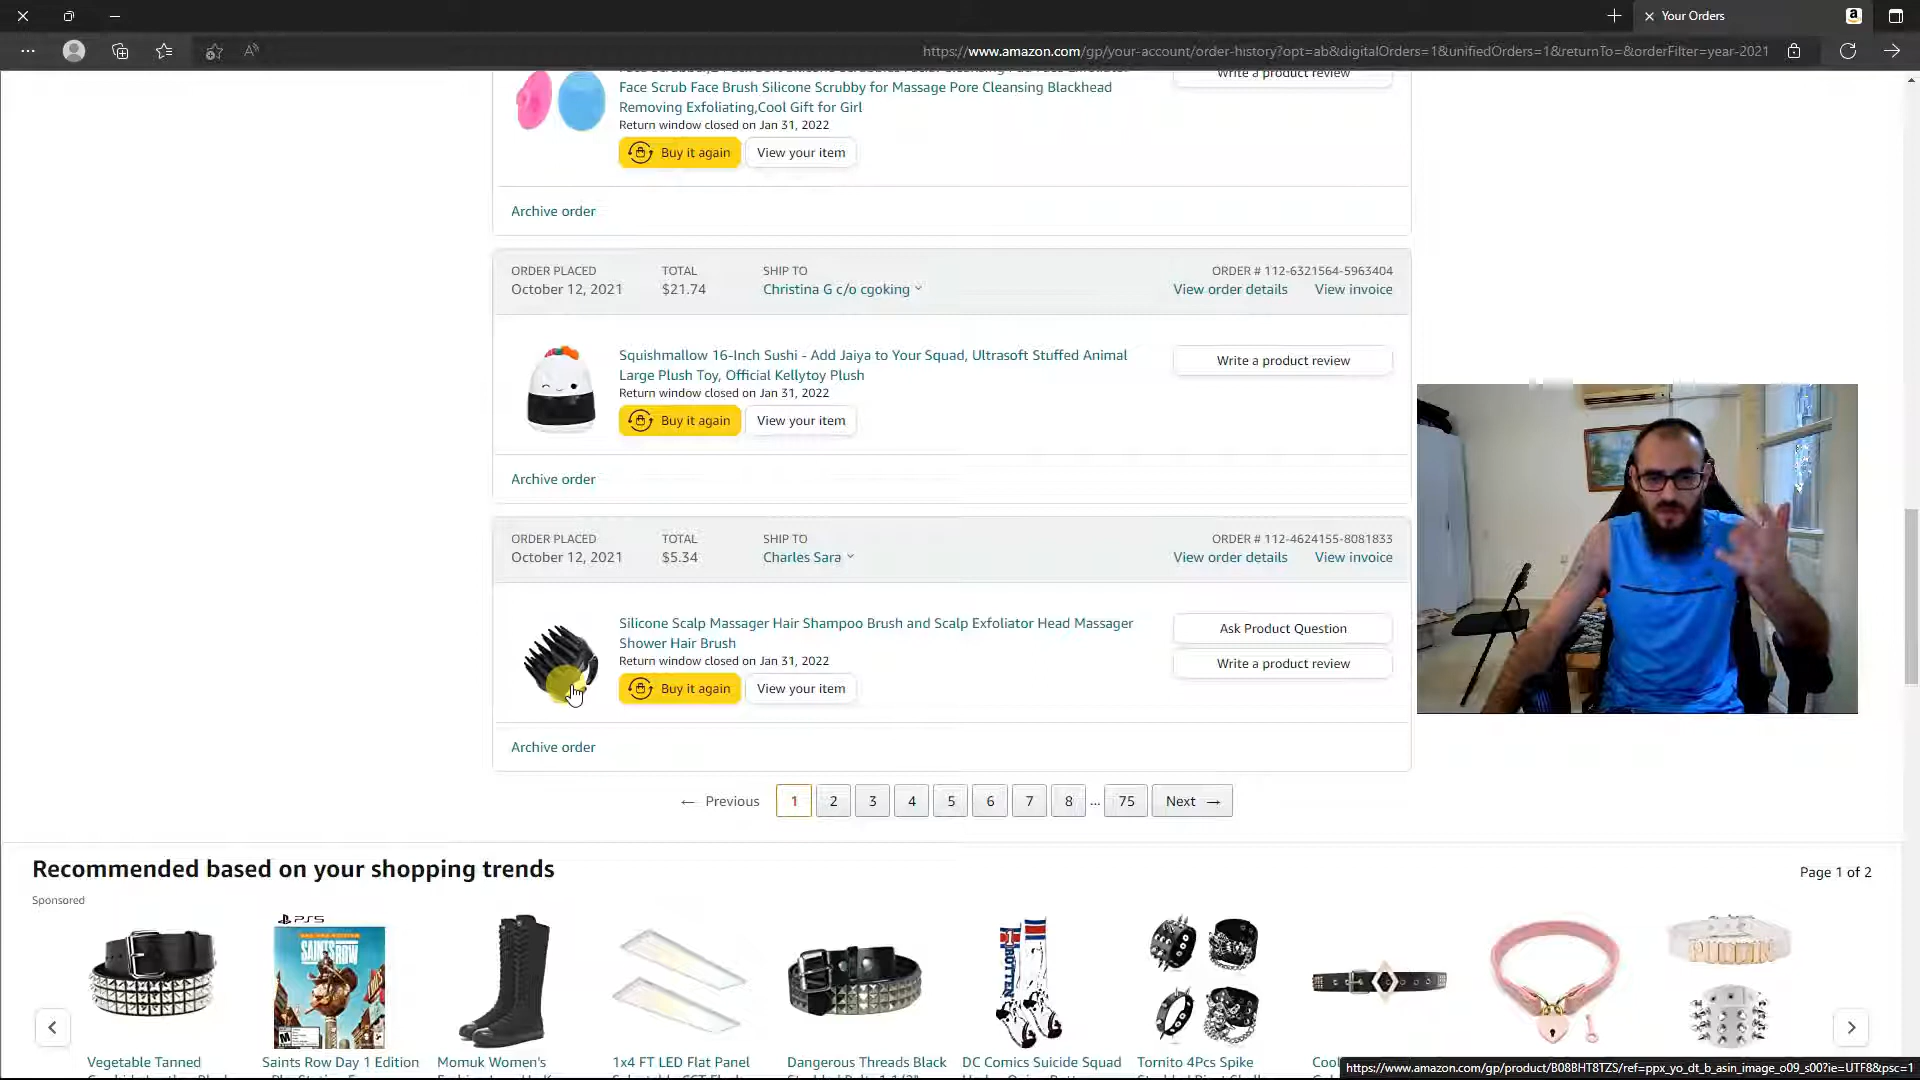 Your Orders
https://www.amazon.com/gp/your-account/order-history?opt=ab&digitalOrders=1&unifiedOrders=1&returnTo=&orderFilter=year-2021
Write a product review
Face Scrub Face Brush Silicone Scrubby for Massage Pore Cleansing Blackhead
Removing Exfoliating,Cool Gift for Girl
Return window closed on Jan 31, 2022
Buy it again View your item
Archive order
ORDER PLACED TOTAL SHIP TO ORDER # 112-6321564-5963404
October 12, 2021 $21.74 Christina G c/o cgoking View order details View invoice
Squishmallow 16-Inch Sushi - Add Jaiya to Your Squad, Ultrasoft Stuffed Animal
Large Plush Toy, Official Kellytoy Plush
Return window closed on Jan 31, 2022
Buy it again View your item
Write a product review
Archive order
ORDER PLACED TOTAL SHIP TO ORDER # 112-4624155-8081833
October 12, 2021 $5.34 Charles Sara View order details View invoice
Silicone Scalp Massager Hair Shampoo Brush and Scalp Exfoliator Head Massager
Shower Hair Brush
Return window closed on Jan 31, 2022
Buy it again View your item
Ask Product Question
Write a product review
Archive order
← Previous 1 2 3 4 5 6 7 8 ... 75 Next →
Recommended based on your shopping trends
Page 1 of 2
Sponsored
PS5
SAINTS ROW
Vegetable Tanned
Saints Row Day 1 Edition
Momuk Women's
1x4 FT LED Flat Panel
Dangerous Threads Black
DC Comics Suicide Squad
Tornito 4Pcs Spike
https://www.amazon.com/gp/product/B08BHT8TZS/ref=ppx_yo_dt_b_asin_image_o09_s00?ie=UTF8&psc=1